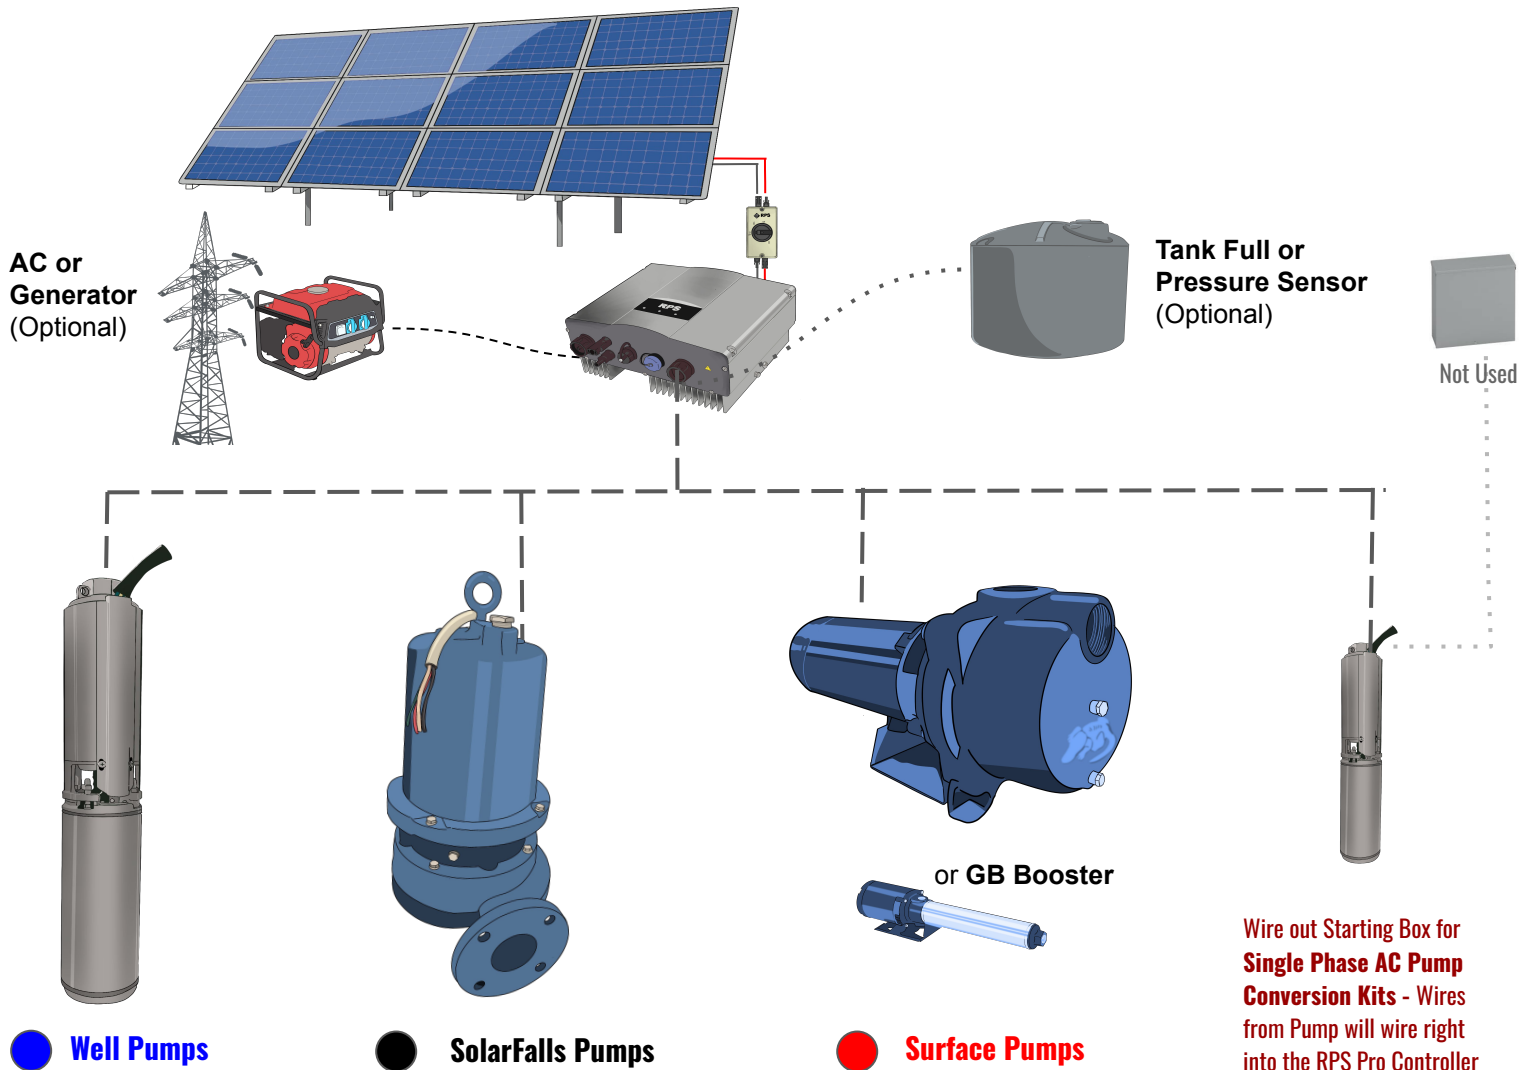 RPS
AC or
Generator
(Optional)
RPS
Tank Full or
Pressure Sensor
(Optional)
Not Used
or GB Booster
Wire out Starting Box for
Single Phase AC Pump
Conversion Kits - Wires
from Pump will wire right
into the RPS Pro Controller
Well Pumps
SolarFalls Pumps
Surface Pumps